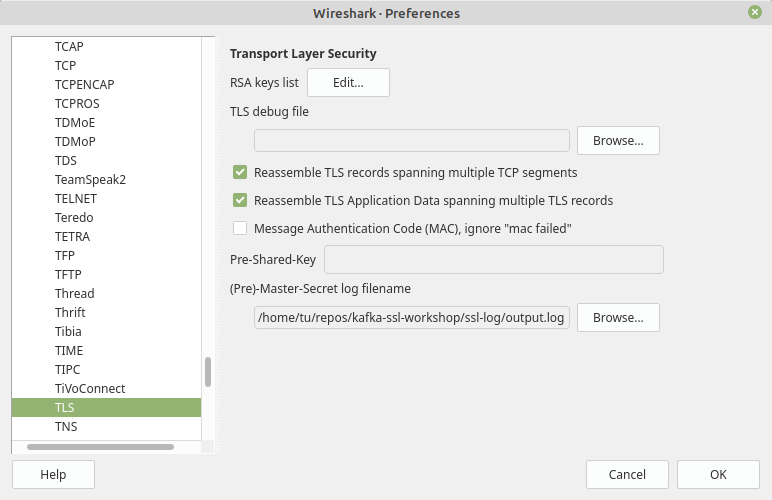 Wireshark · Preferences
TCAP
TCP
TCPENCAP
TCPROS
TDMoE
TDMoP
TDS
TeamSpeak2
TELNET
Teredo
TETRA
TFP
TFTP
Thread
Thrift
Tibia
TIME
TIPC
TiVoConnect
TLS
TNS
Transport Layer Security
RSA keys list Edit...
TLS debug file
Browse...
Reassemble TLS records spanning multiple TCP segments
Reassemble TLS Application Data spanning multiple TLS records
Message Authentication Code (MAC), ignore "mac failed"
Pre-Shared-Key
(Pre)-Master-Secret log filename
/home/tu/repos/kafka-ssl-workshop/ssl-log/output.log Browse...
Help Cancel OK